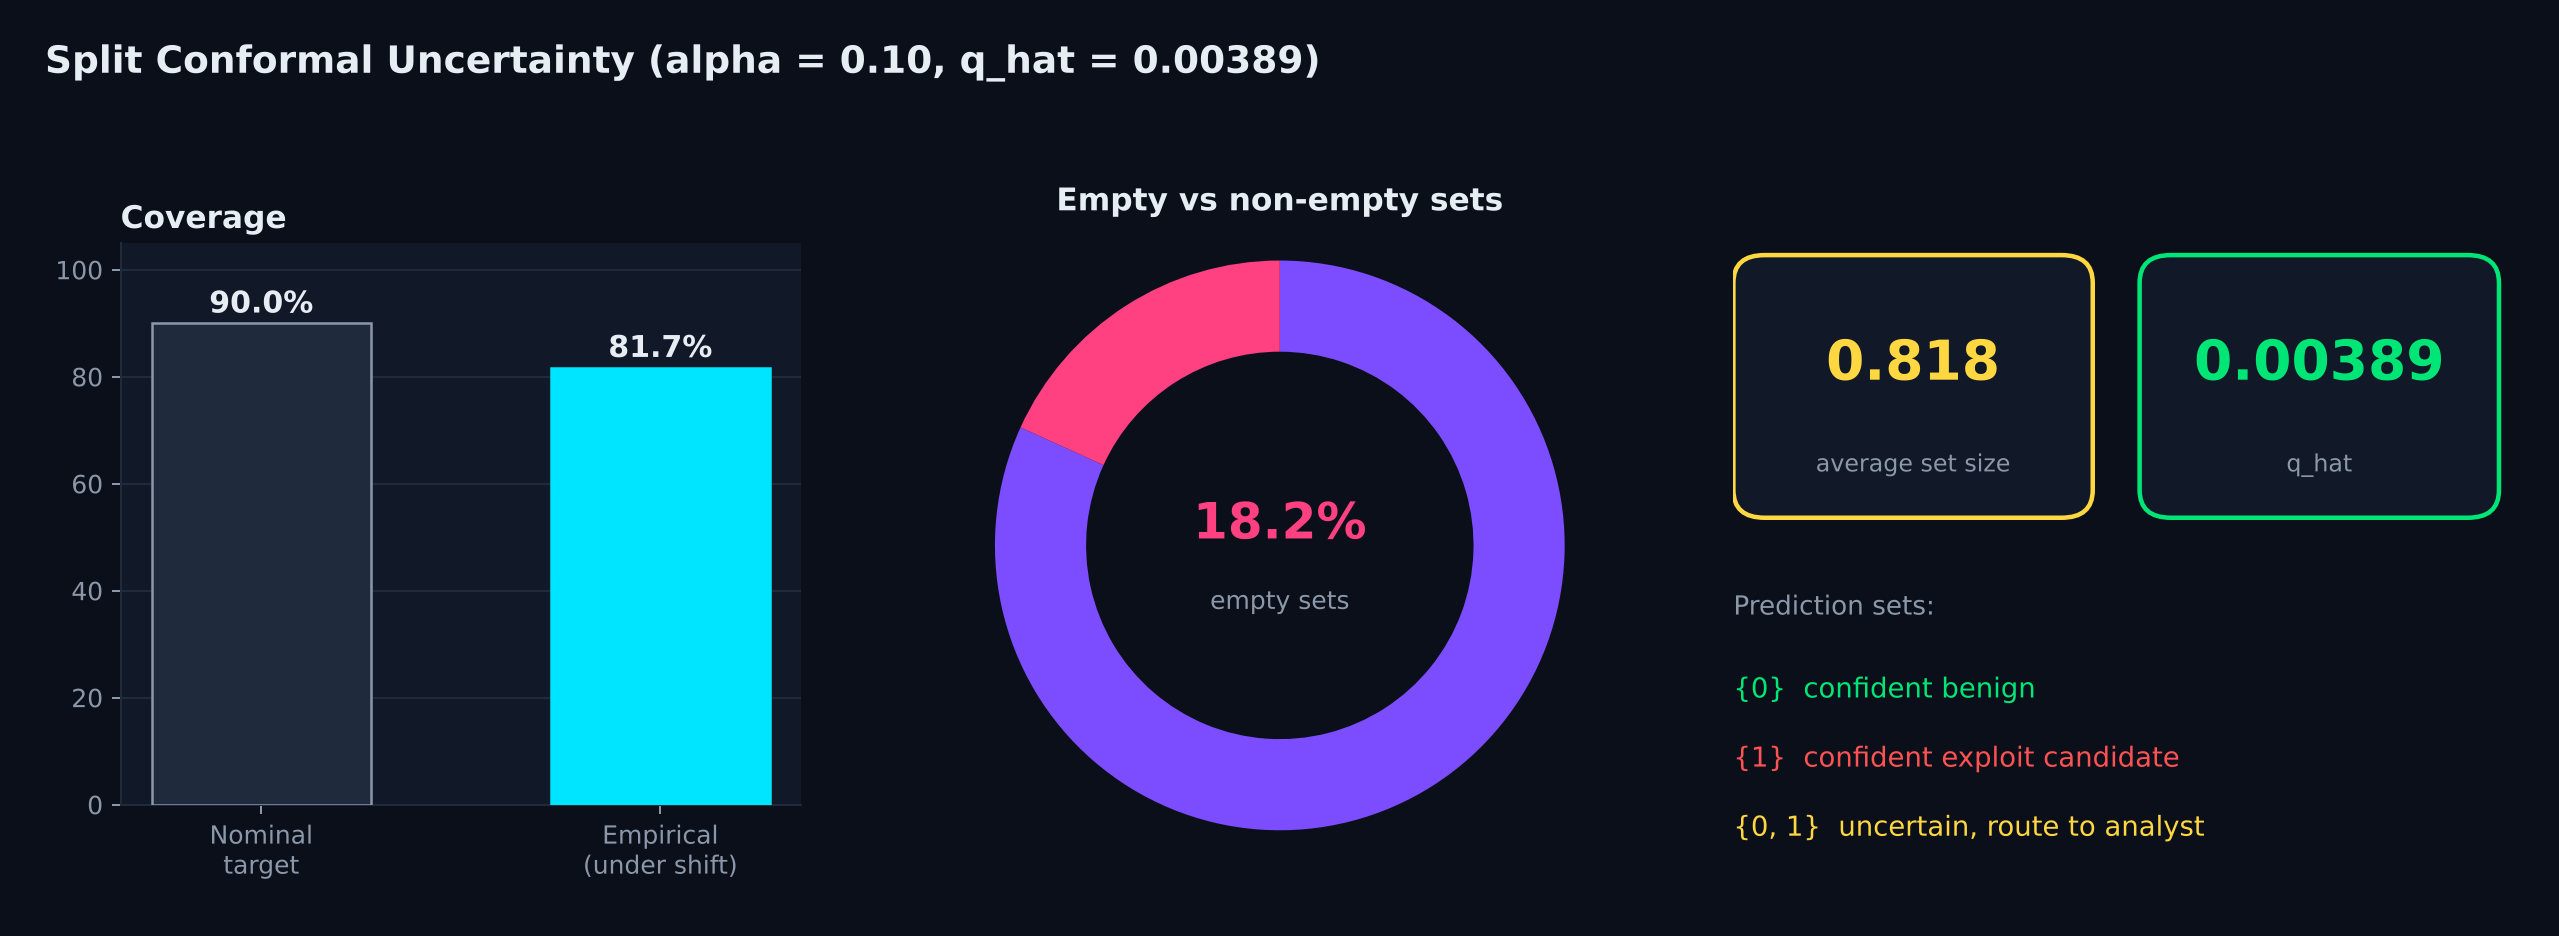 Split Conformal Uncertainty (alpha = 0.10, q_hat = 0.00389)
Coverage
100
80
60
40
20
0
90.0%
81.7%
Nominal
target
Empirical
(under shift)
Empty vs non-empty sets
18.2%
empty sets
0.818
average set size
0.00389
q_hat
Prediction sets:
{0} confident benign
{1} confident exploit candidate
{0, 1} uncertain, route to analyst